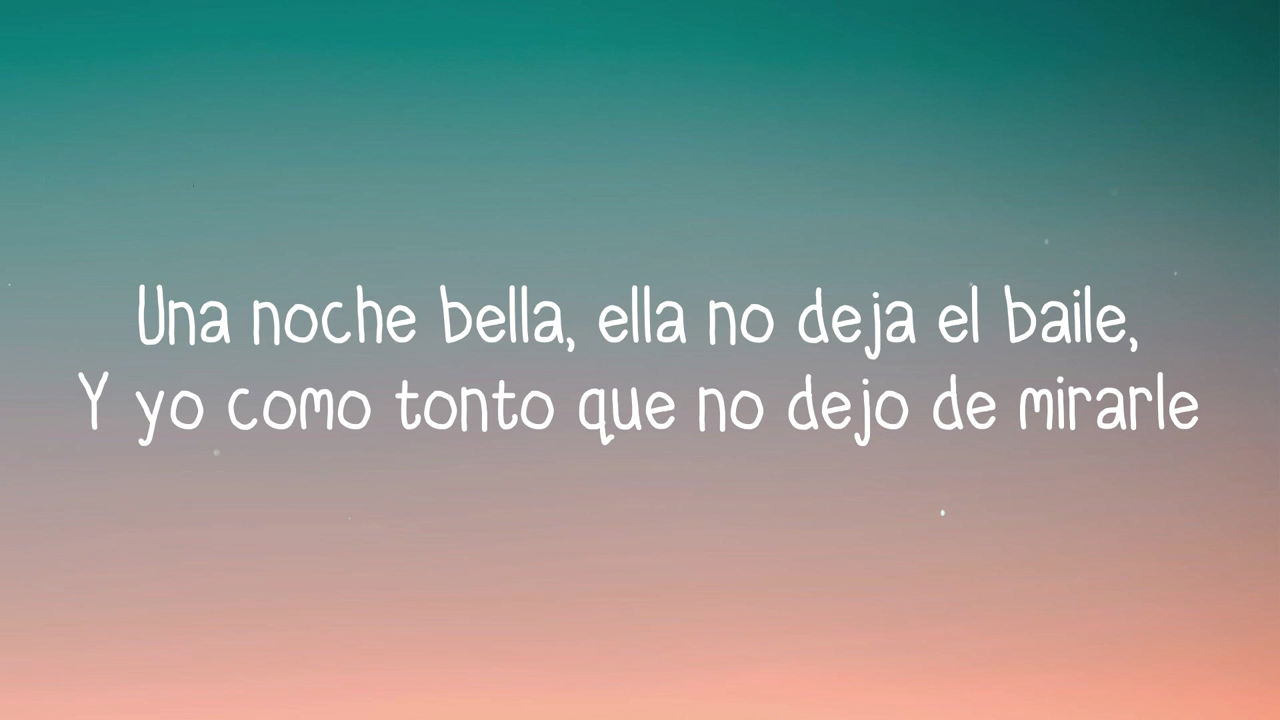 Una noche bella, ella no deja el baile,
Y yo como tonto que no dejo de mirarle